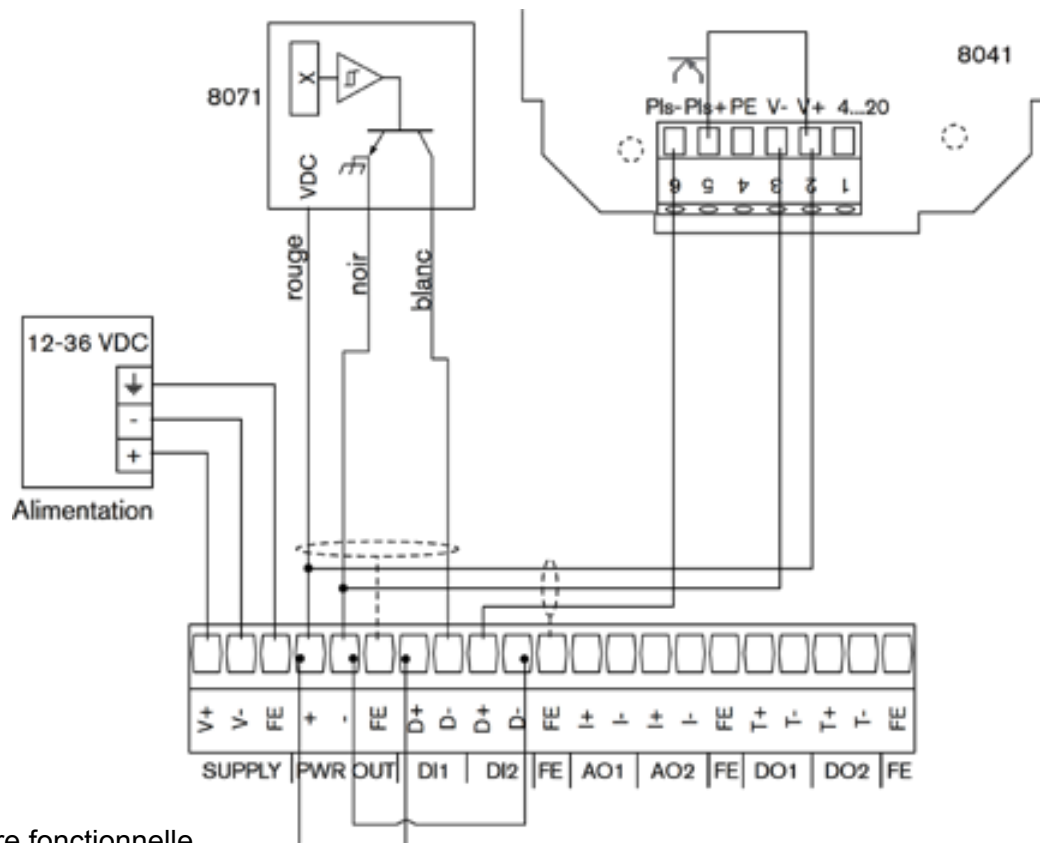 8071
X
VDC
rouge
noir
blanc
8041
Pls- Pls+ PE V- V+ 4...20
6 5 4 3 2 1
12-36 VDC
-
+
Alimentation
V+ V- FE + - FE D+ D- D+ D- FE I+ I- I+ I- FE T+ T- T+ T- FE
SUPPLY PWR OUT DI1 DI2 FE AO1 AO2 FE DO1 DO2 FE
re fonctionnelle